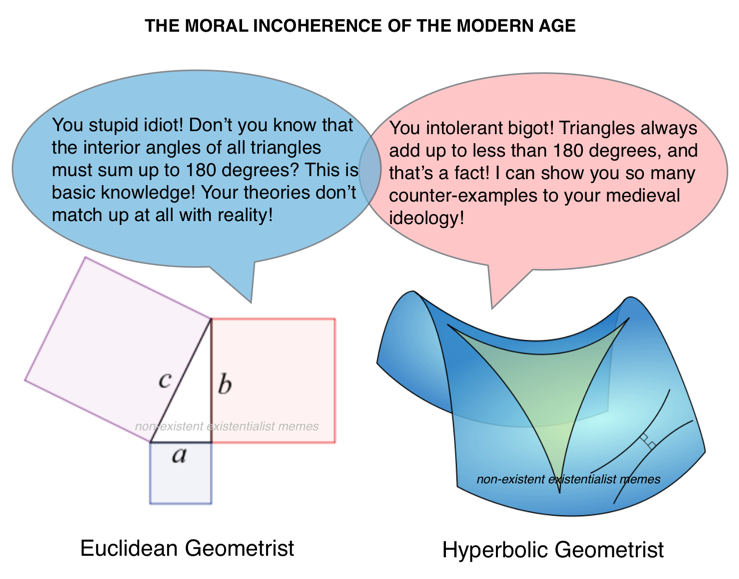 THE MORAL INCOHERENCE OF THE MODERN AGE
You stupid idiot! Don't you know that
the interior angles of all triangles
must sum up to 180 degrees? This is
basic knowledge! Your theories don't
match up at all with reality!
You intolerant bigot! Triangles always
add up to less than 180 degrees, and
that's a fact! I can show you so many
counter-examples to your medieval
ideology!
c
b
non-existent existentialist memes
a
non-existent existentialist memes
Euclidean Geometrist
Hyperbolic Geometrist